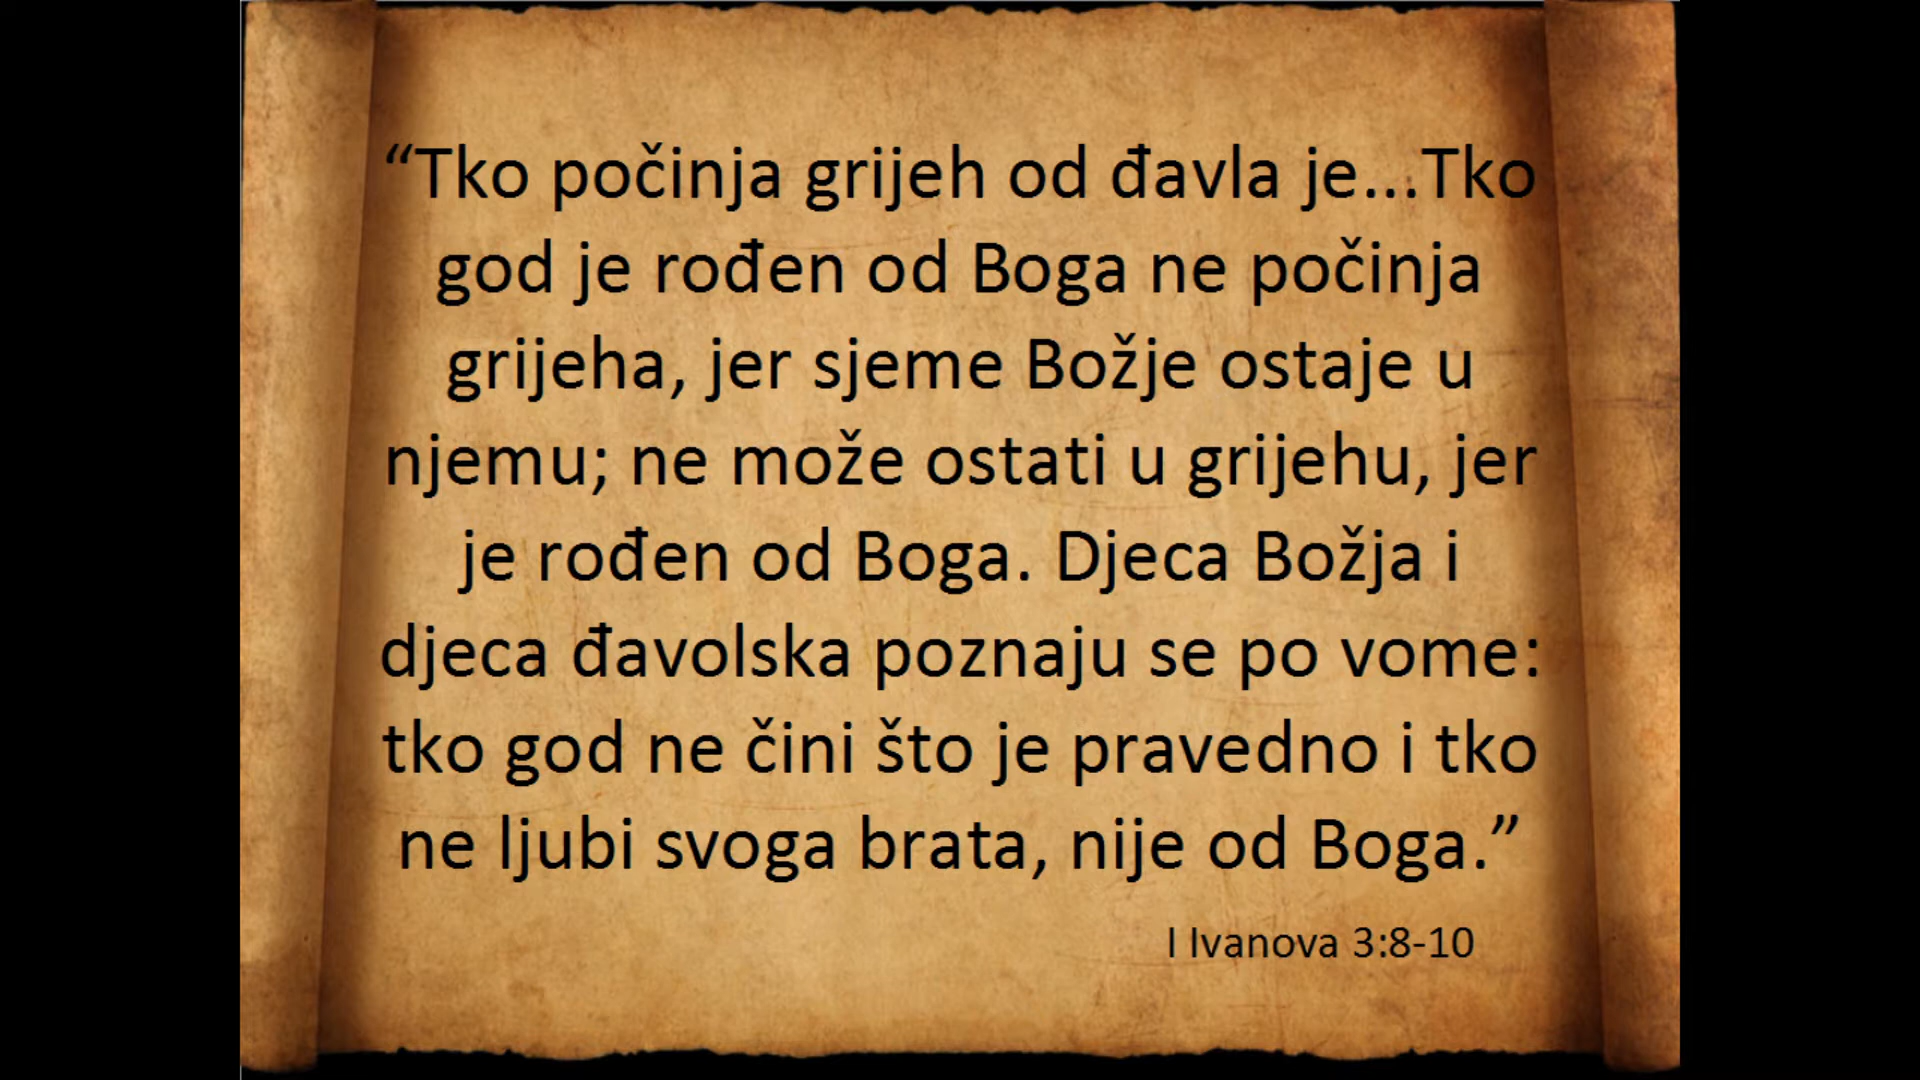 “Tko počinja grijeh od đavla je...Tko
god je rođen od Boga ne počinja
grijeha, jer sjeme Božje ostaje u
njemu; ne može ostati u grijehu, jer
je rođen od Boga. Djeca Božja i
djeca đavolska poznaju se po vome:
tko god ne čini što je pravedno i tko
ne ljubi svoga brata, nije od Boga.”
I Ivanova 3:8-10